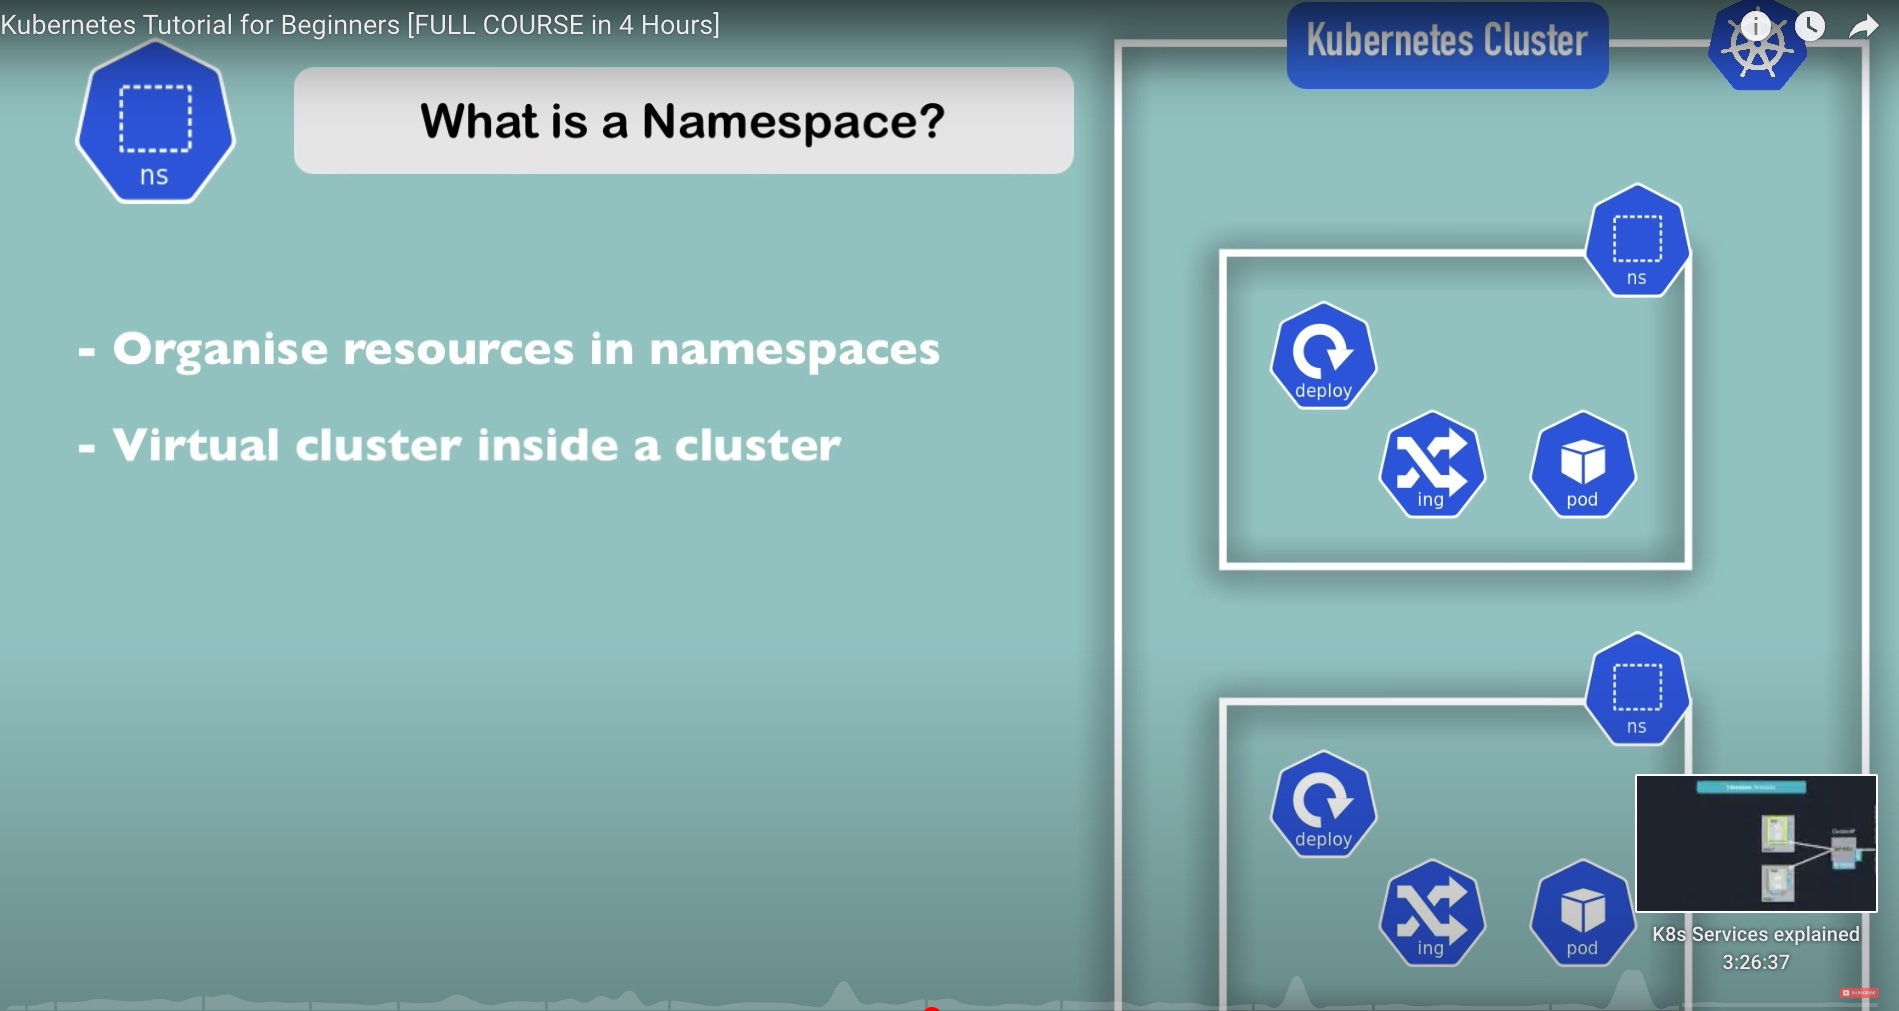 Kubernetes Tutorial for Beginners [FULL COURSE in 4 Hours]
Kubernetes Cluster
i
ns
What is a Namespace?
- Organise resources in namespaces
- Virtual cluster inside a cluster
ns
deploy
ing
pod
ns
deploy
ing
pod
K8s Services explained
3:26:37